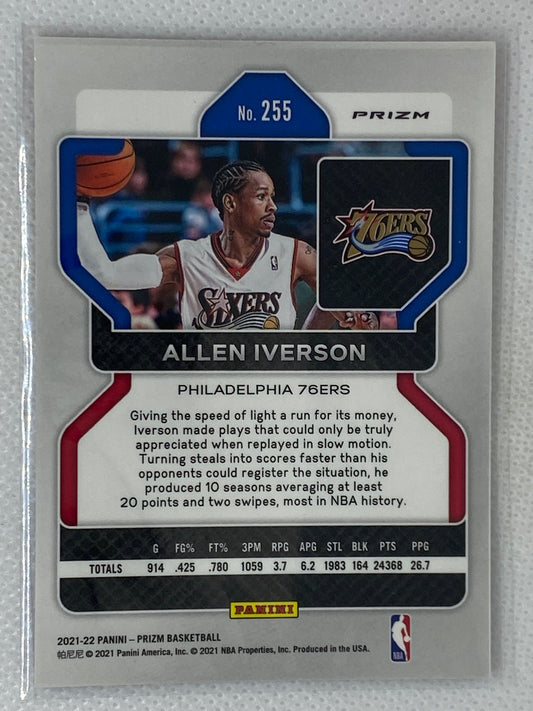 No. 255
PRIZM
76ERS
SIXERS
ALLEN IVERSON
PHILADELPHIA 76ERS
Giving the speed of light a run for its money,
Iverson made plays that could only be truly
appreciated when replayed in slow motion.
Turning steals into scores faster than his
opponents could register the situation, he
produced 10 seasons averaging at least
20 points and two swipes, most in NBA history.
G FG% FT% 3PM RPG APG STL BLK PTS PPG
TOTALS 914 .425 .780 1059 3.7 6.2 1983 164 24368 26.7
PANINI
2021-22 PANINI – PRIZM BASKETBALL
帕尼尼 © 2021 Panini America, Inc. © 2021 NBA Properties, Inc. Produced in the USA.
NBA